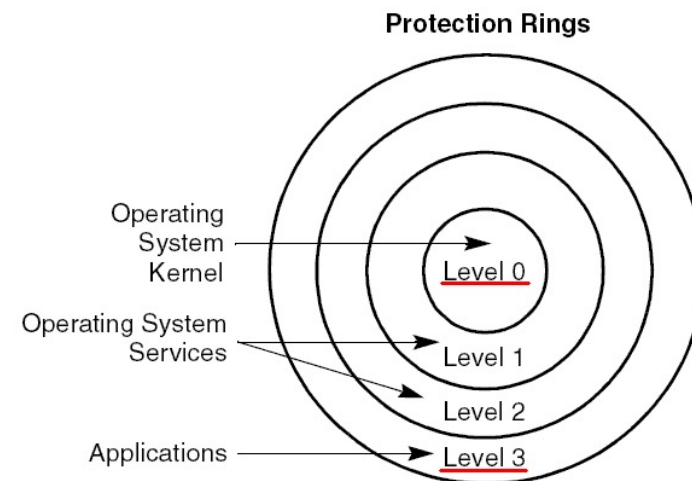 Protection Rings
Operating
System
Kernel
Level 0
Operating System
Services
Level 1
Level 2
Applications
Level 3